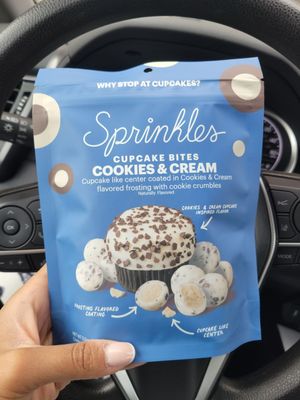 WHY STOP AT CUPCAKES?
Sprinkles
CUPCAKE BITES
COOKIES & CREAM
Cupcake like center coated in Cookies & Cream
flavored frosting with cookie crumbles
Naturally Flavored
COOKIES & CREAM CUPCAKE
INSPIRED FLAVOR
FROSTING FLAVORED
COATING
CUPCAKE LIKE
CENTER
MODE